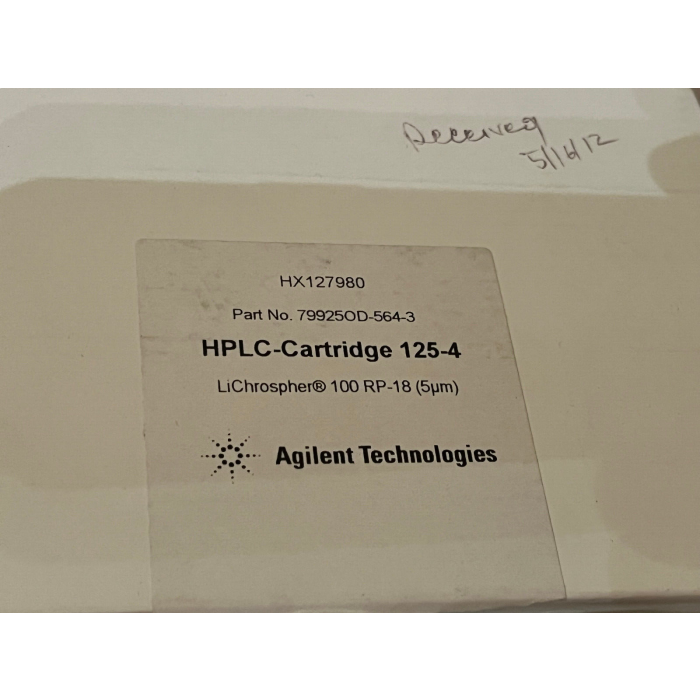 Received
5/16/12
HX127980
Part No. 79925OD-564-3
HPLC-Cartridge 125-4
LiChrospher® 100 RP-18 (5µm)
Agilent Technologies